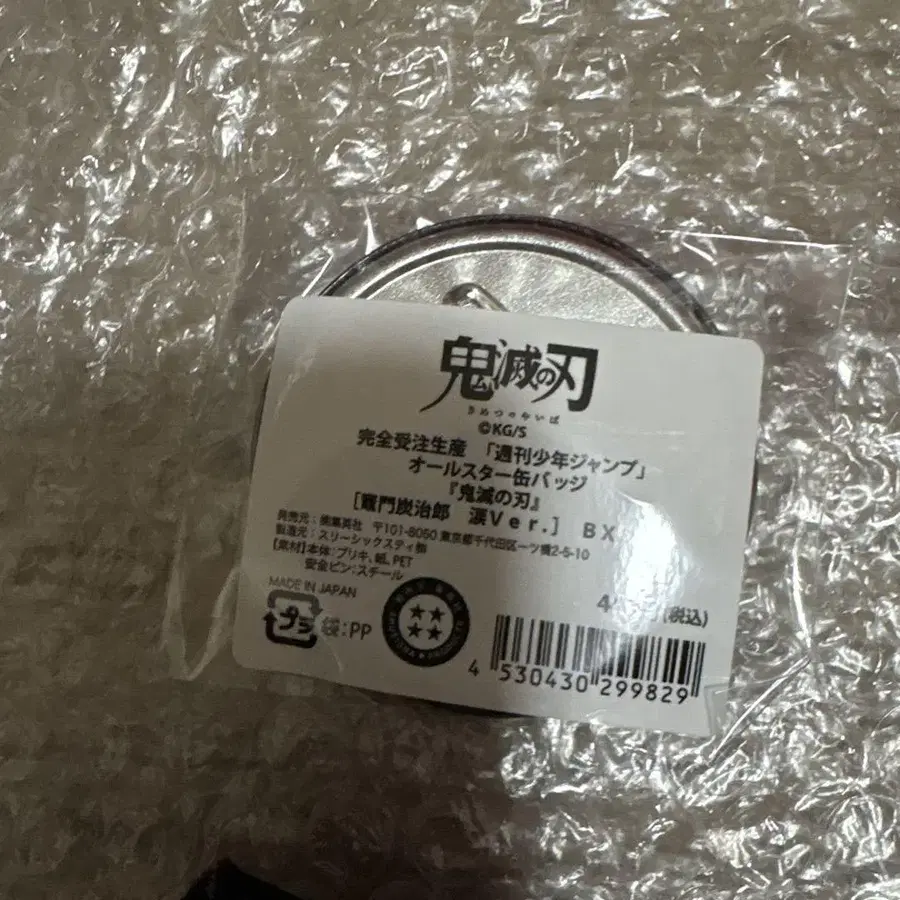 鬼滅の刃
きめつのやいば
©KG/S
完全受注生産 「週刊少年ジャンプ」
オールスター缶バッジ
『鬼滅の刃』
[竈門炭治郎 涙Ver.] BX
発売元:㈱集英社 〒101-8050 東京都千代田区一ツ橋2-5-10
製造元:スリーシックスティ㈱
【素材】本体:ブリキ、紙、PET
安全ピン:スチール
MADE IN JAPAN
プラ 袋:PP
(税込)
4 530430 299829